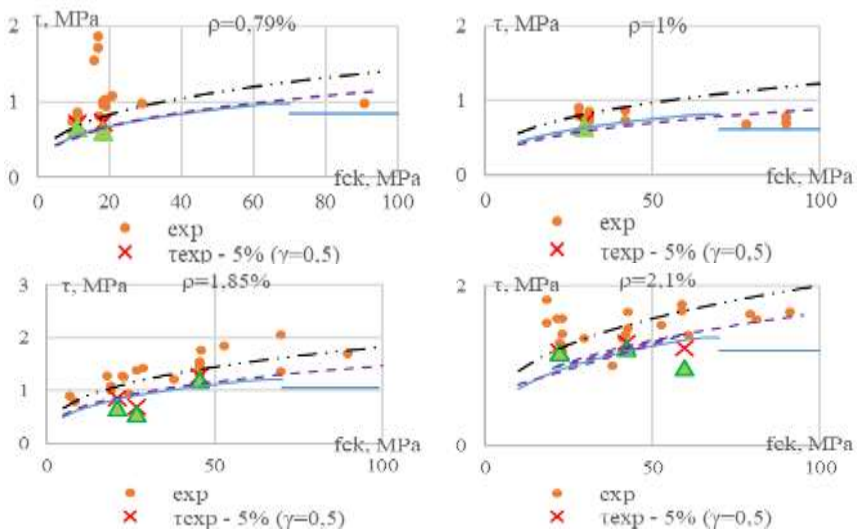 τ, MPa
ρ=0,79%
2
1
0
0 20 40 60 80 100
fck, MPa
exp
τexp - 5% (γ=0,5)
τ, MPa
ρ=1%
2
1
0
0 50 100
fck, MPa
exp
τexp - 5% (γ=0,5)
τ, MPa
ρ=1,85%
3
2
1
0
0 50 100
fck, MPa
exp
τexp - 5% (γ=0,5)
τ, MPa
ρ=2,1%
2
0
0 50 100
fck, MPa
exp
τexp - 5% (γ=0,5)